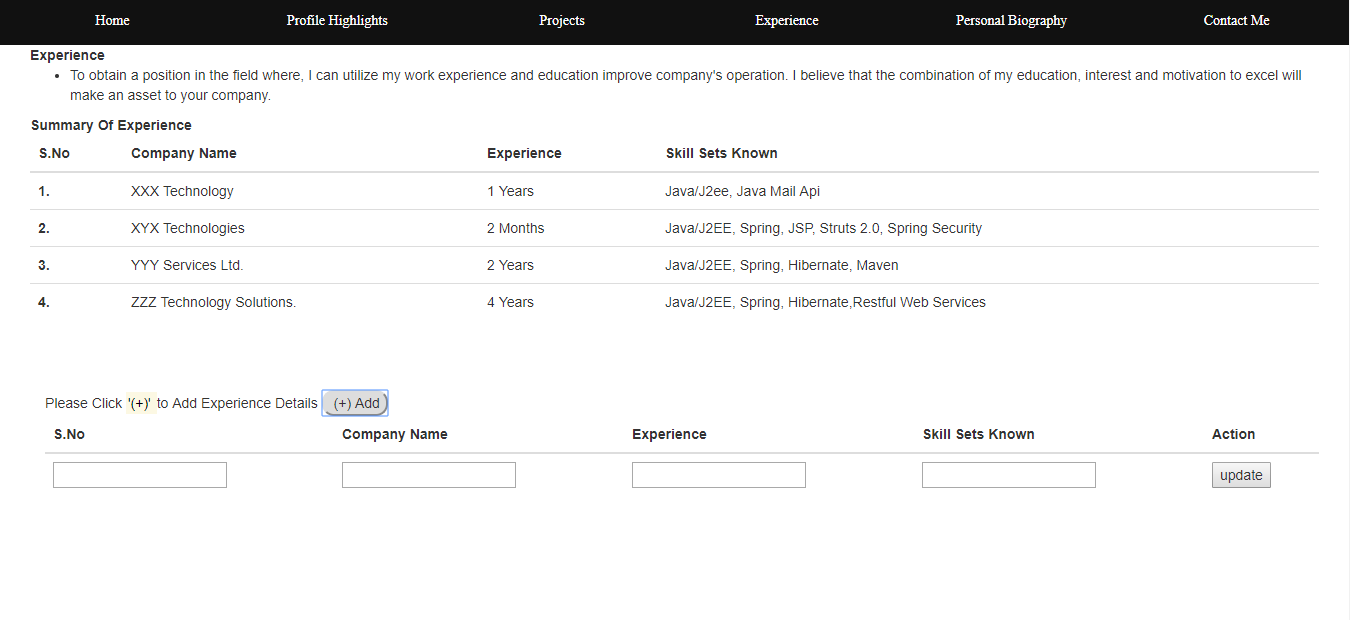 Home Profile Highlights Projects Experience Personal Biography Contact Me
Experience
• To obtain a position in the field where, I can utilize my work experience and education improve company's operation. I believe that the combination of my education, interest and motivation to excel will
make an asset to your company.
Summary Of Experience
S.No Company Name Experience Skill Sets Known
1. XXX Technology 1 Years Java/J2ee, Java Mail Api
2. XYX Technologies 2 Months Java/J2EE, Spring, JSP, Struts 2.0, Spring Security
3. YYY Services Ltd. 2 Years Java/J2EE, Spring, Hibernate, Maven
4. ZZZ Technology Solutions. 4 Years Java/J2EE, Spring, Hibernate,Restful Web Services
Please Click '(+)' to Add Experience Details (+) Add
S.No Company Name Experience Skill Sets Known Action
update